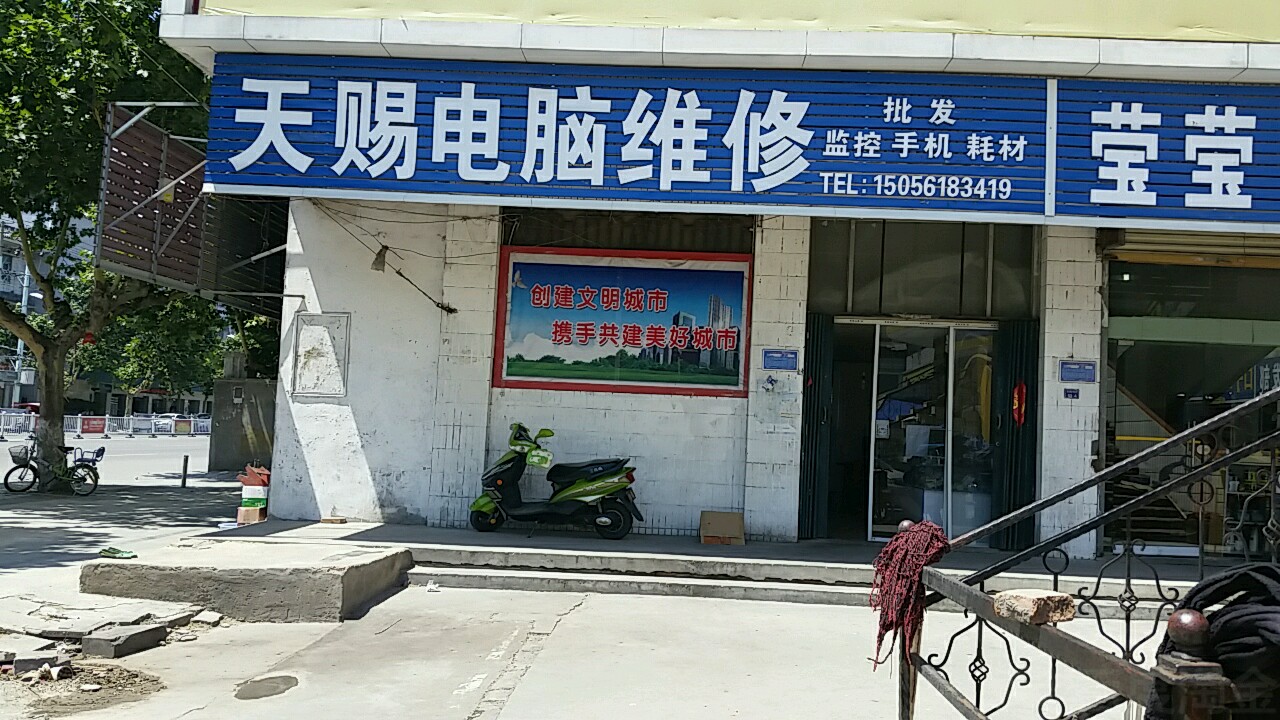 天赐电脑维修
批发
监控 手机 耗材
TEL: 15056183419
莹莹
创建文明城市
携手共建美好城市